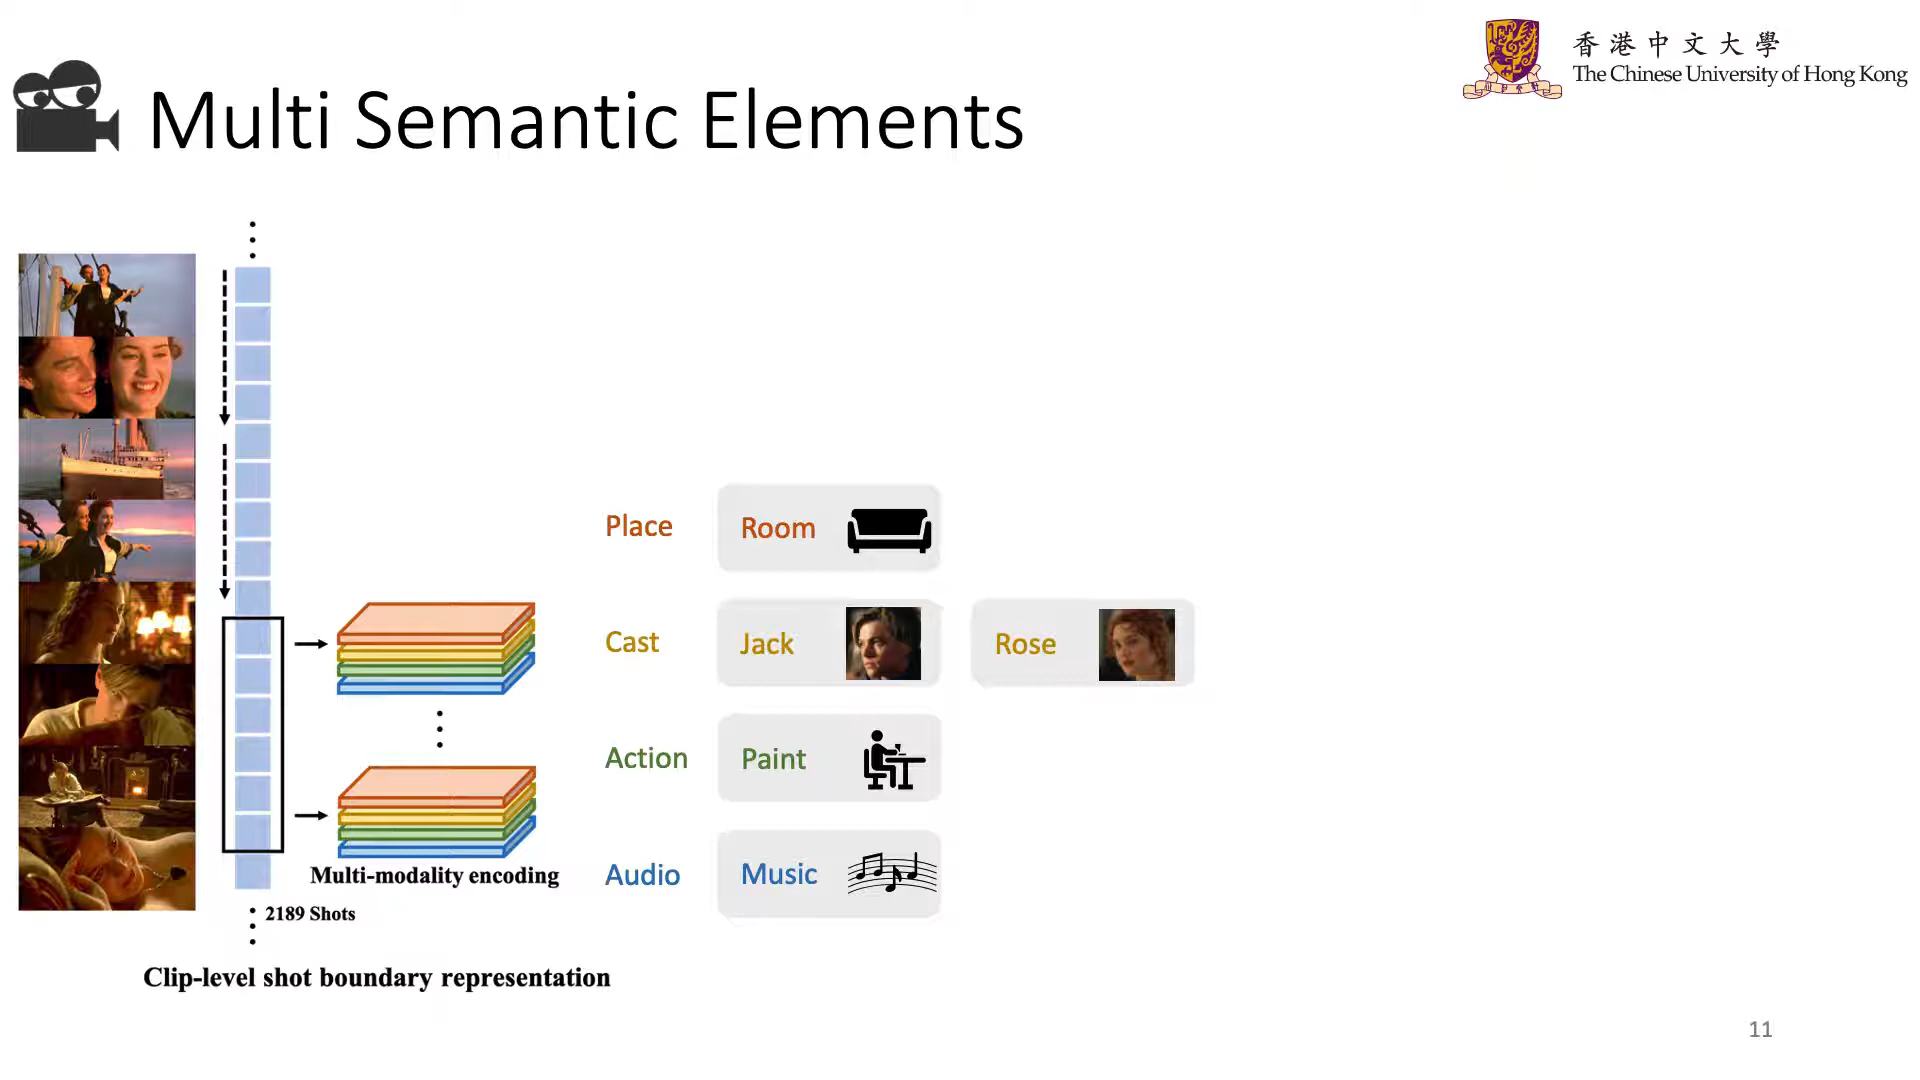 香港中文大學
The Chinese University of Hong Kong
Multi Semantic Elements
Place
Room
Cast
Jack
Rose
Action
Paint
Audio
Music
Multi-modality encoding
2189 Shots
Clip-level shot boundary representation
11